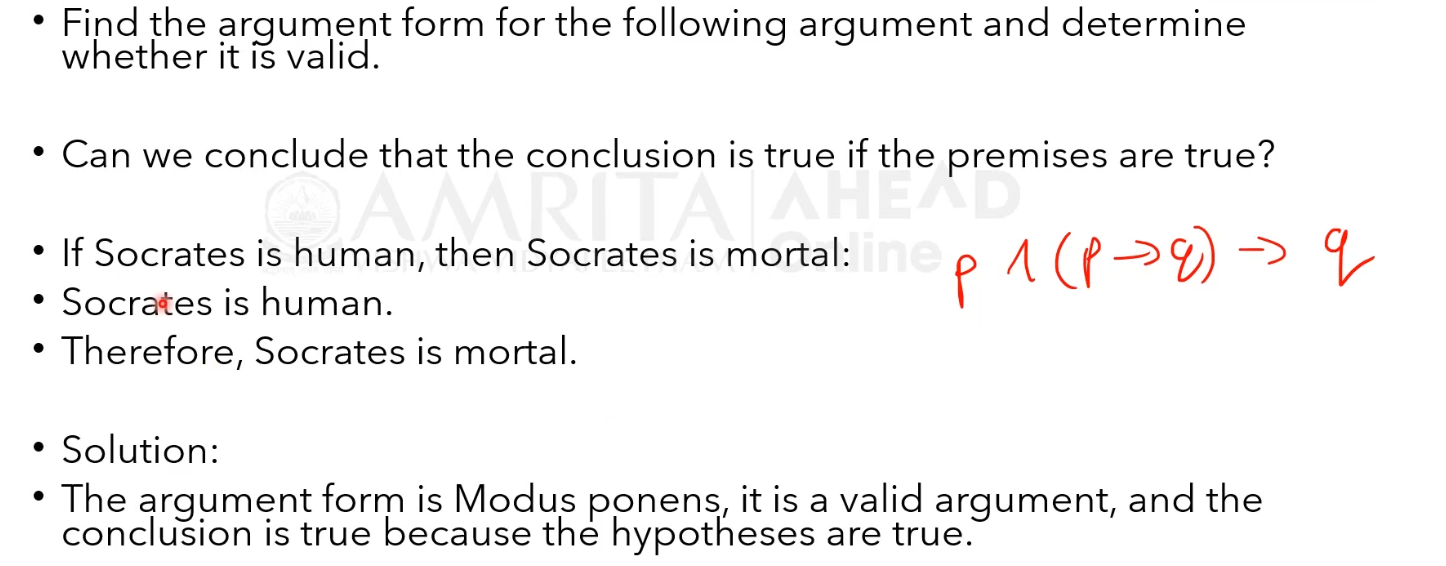 • Find the argument form for the following argument and determine
whether it is valid.
• Can we conclude that the conclusion is true if the premises are true?
AMRITA | AHEAD
Online
• If Socrates is human, then Socrates is mortal:
p ∧ (p → q) → q
• Socrates is human.
• Therefore, Socrates is mortal.
• Solution:
• The argument form is Modus ponens, it is a valid argument, and the
conclusion is true because the hypotheses are true.